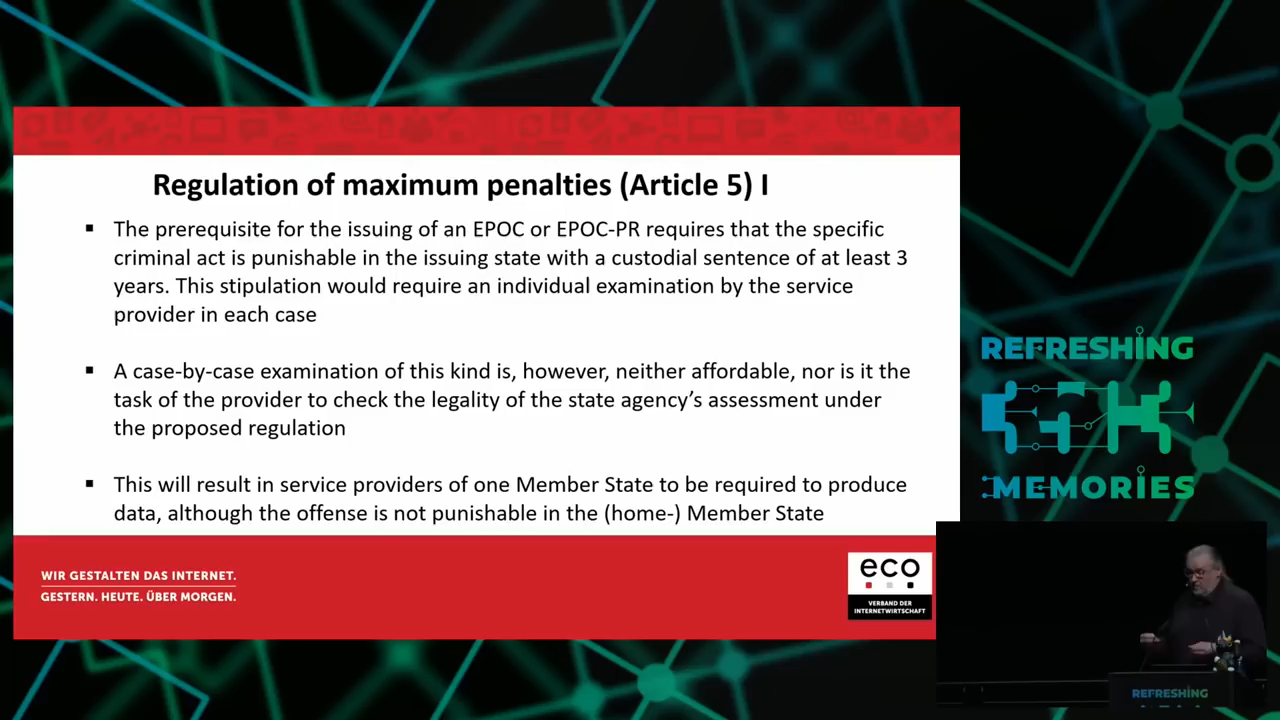 Regulation of maximum penalties (Article 5) I
▪ The prerequisite for the issuing of an EPOC or EPOC-PR requires that the specific
criminal act is punishable in the issuing state with a custodial sentence of at least 3
years. This stipulation would require an individual examination by the service
provider in each case
▪ A case-by-case examination of this kind is, however, neither affordable, nor is it the
task of the provider to check the legality of the state agency’s assessment under
the proposed regulation
▪ This will result in service providers of one Member State to be required to produce
data, although the offense is not punishable in the (home-) Member State
WIR GESTALTEN DAS INTERNET.
GESTERN. HEUTE. ÜBER MORGEN.
eco
VERBAND DER
INTERNETWIRTSCHAFT
REFRESHING
MEMORIES
REFRESHING